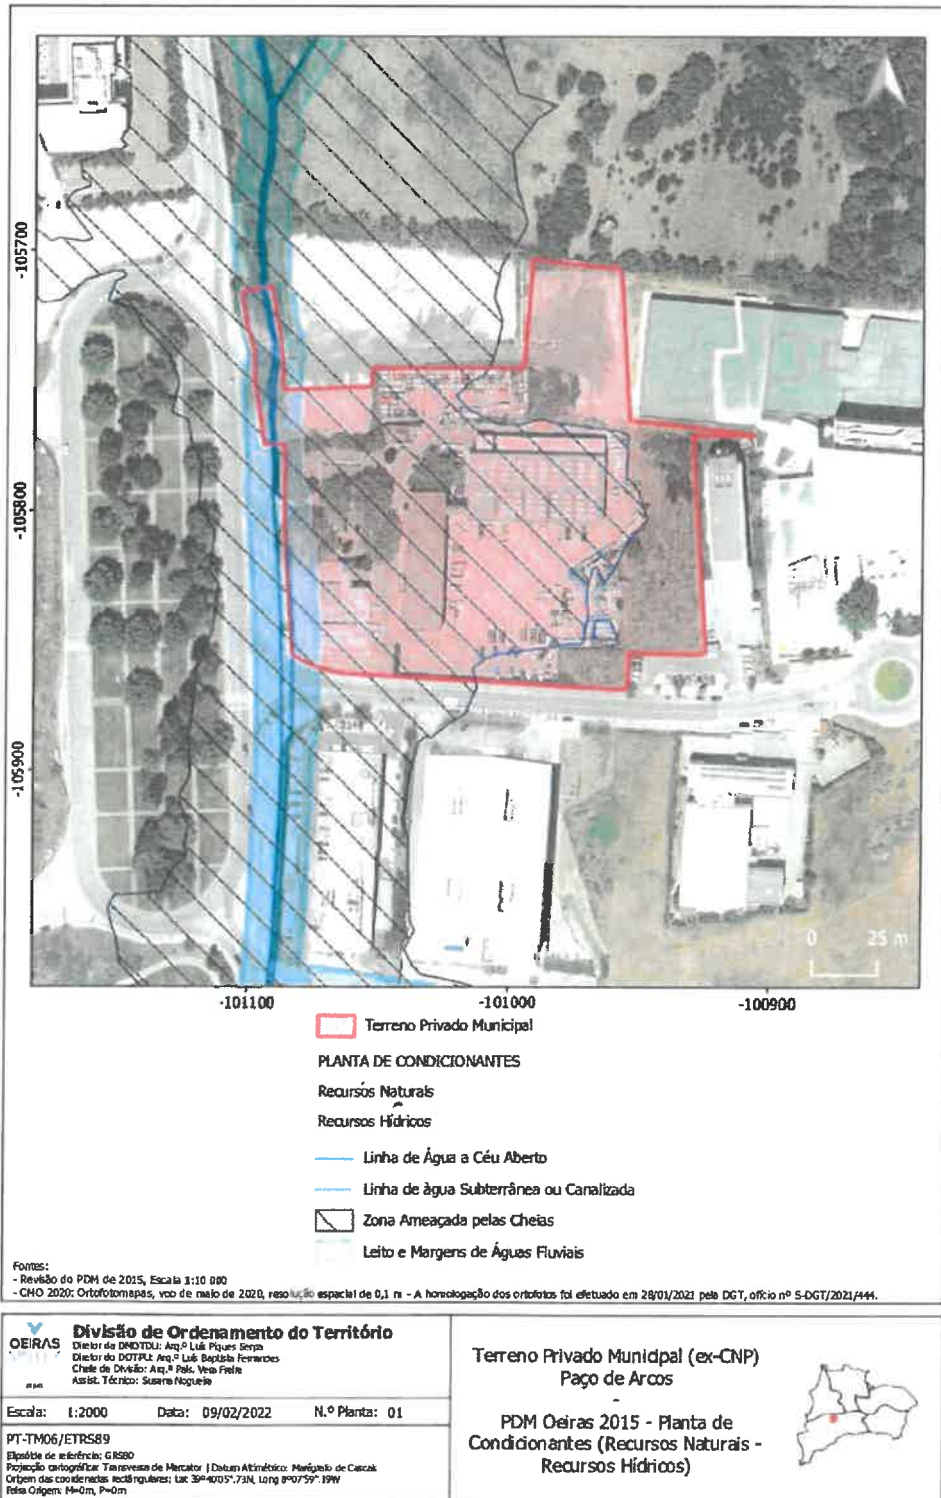 -105700
-105800
-105900
0 25 m
-101100 -101000 -100900
Terreno Privado Municipal
PLANTA DE CONDICIONANTES
Recursos Naturais
Recursos Hídricos
Linha de Água a Céu Aberto
Linha de àgua Subterrânea ou Canalizada
Zona Ameaçada pelas Cheias
Leito e Margens de Águas Fluviais
Fontes:
- Revisão do PDM de 2015, Escala 1:10 000
- CMO 2020: Ortofotomapas, voo de maio de 2020, resolução espacial de 0,1 m - A homologação dos ortofotos foi efetuado em 28/01/2021 pela DGT, ofício nº S-DGT/2021/444.
OEIRAS
Divisão de Ordenamento do Território
Diretor da DMOTDU: Arq.º Luís Piques Serpa
Diretor do DOTPU: Arq.º Luís Baptista Fernandes
Chefe de Divisão: Arq.ª Pais. Vera Freire
Assist. Técnico: Susana Nogueira
Escala: 1:2000 Data: 09/02/2022 N.º Planta: 01
PT-TM06/ETRS89
Elipsóide de referência: GRS80
Projecção cartográfica: Transversa de Mercator | Datum Altimétrico: Marégrafo de Cascais
Origem das coordenadas rectângulares: Lat 39º40'05'',73N, Long 8º07'59'',19W
Falsa Origem: M=0m, P=0m
Terreno Privado Municipal (ex-CNP)
Paço de Arcos
-
PDM Oeiras 2015 - Planta de
Condicionantes (Recursos Naturais -
Recursos Hídricos)